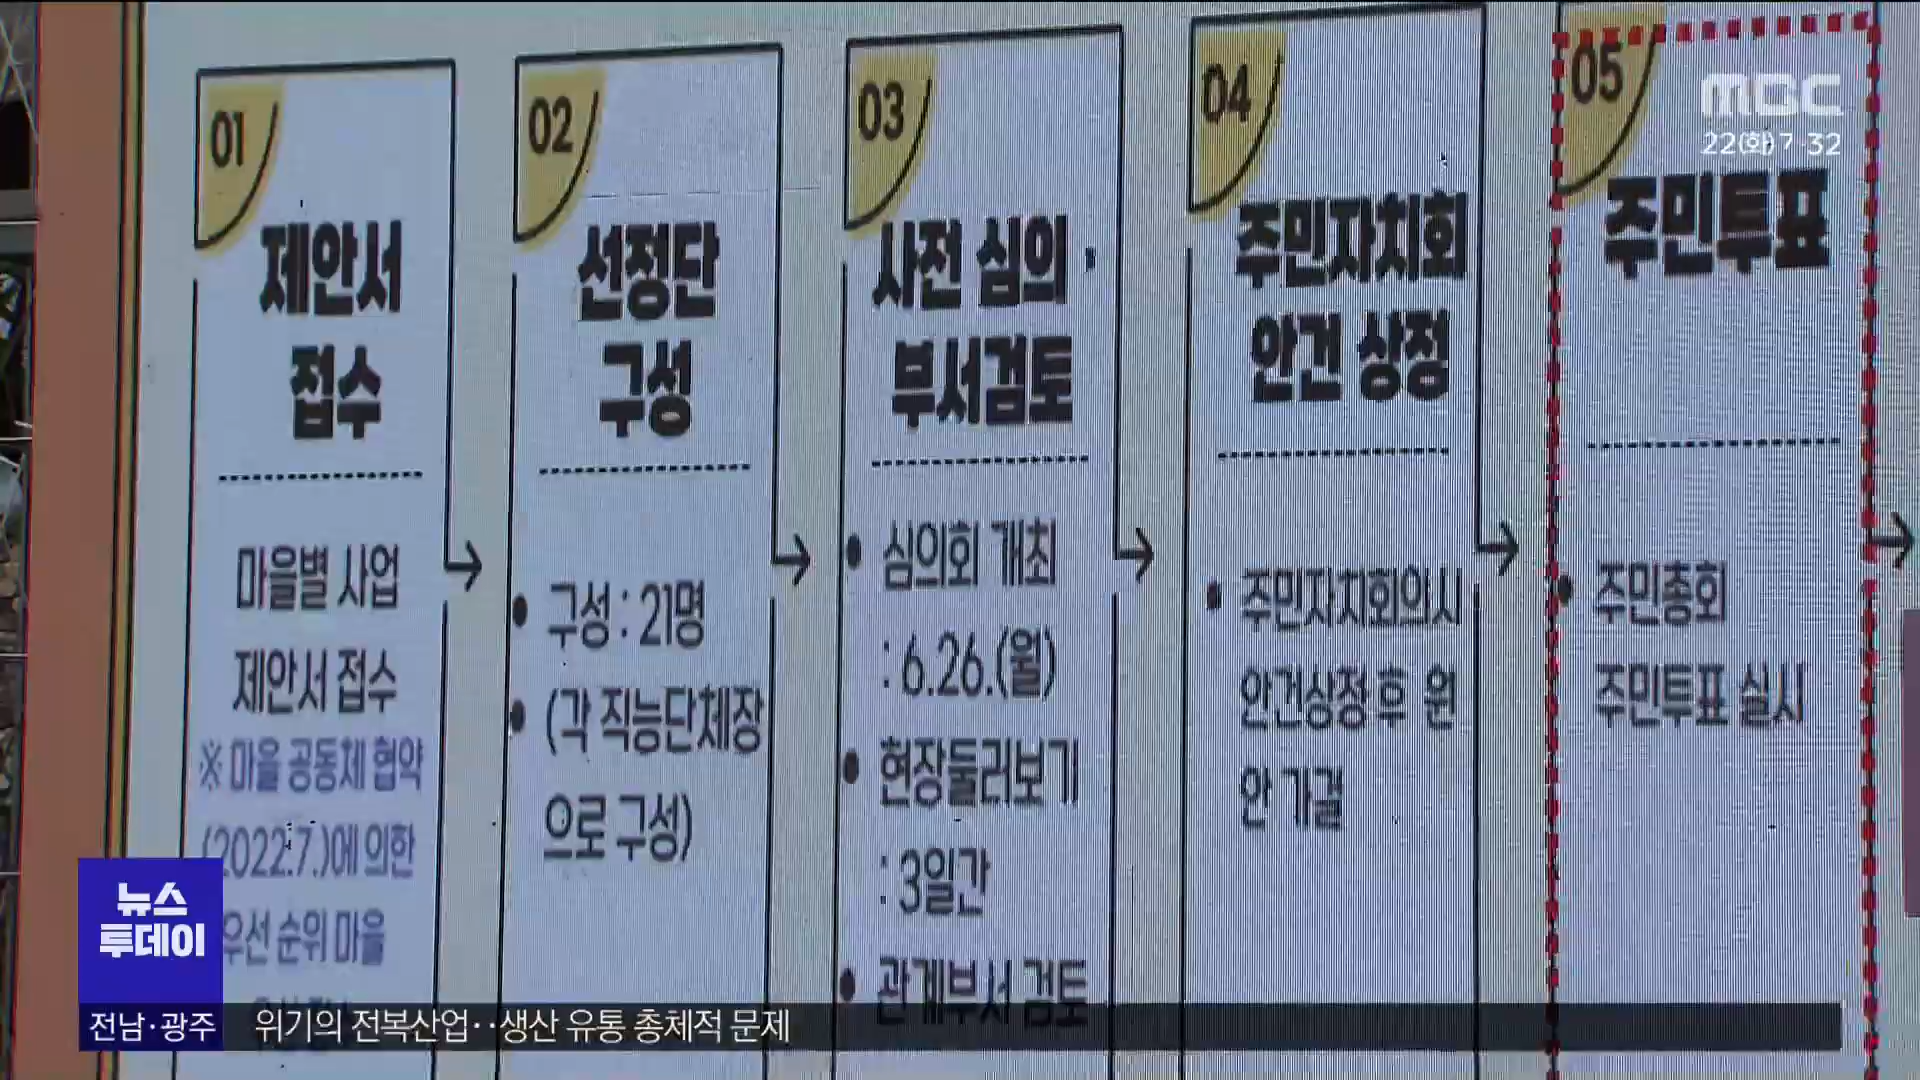 01
제안서
접수
마을별 사업
제안서 접수
※ 마을 공동체 협약
(2022.7.)에 의한
우선 순위 마을
02
선정단
구성
• 구성 : 21명
• (각 직능단체장
으로 구성)
03
사전 심의
부서검토
• 심의회 개최
: 6.26.(월)
• 현장둘러보기
: 3일간
• 관계부서 검토
04
주민자치회
안건 상정
• 주민자치회의시
안건상정 후 원
안 가결
05
주민투표
• 주민총회
주민투표 실시
MBC
22(화) 7:32
뉴스
투데이
전남·광주
위기의 전복산업‥생산 유통 총체적 문제